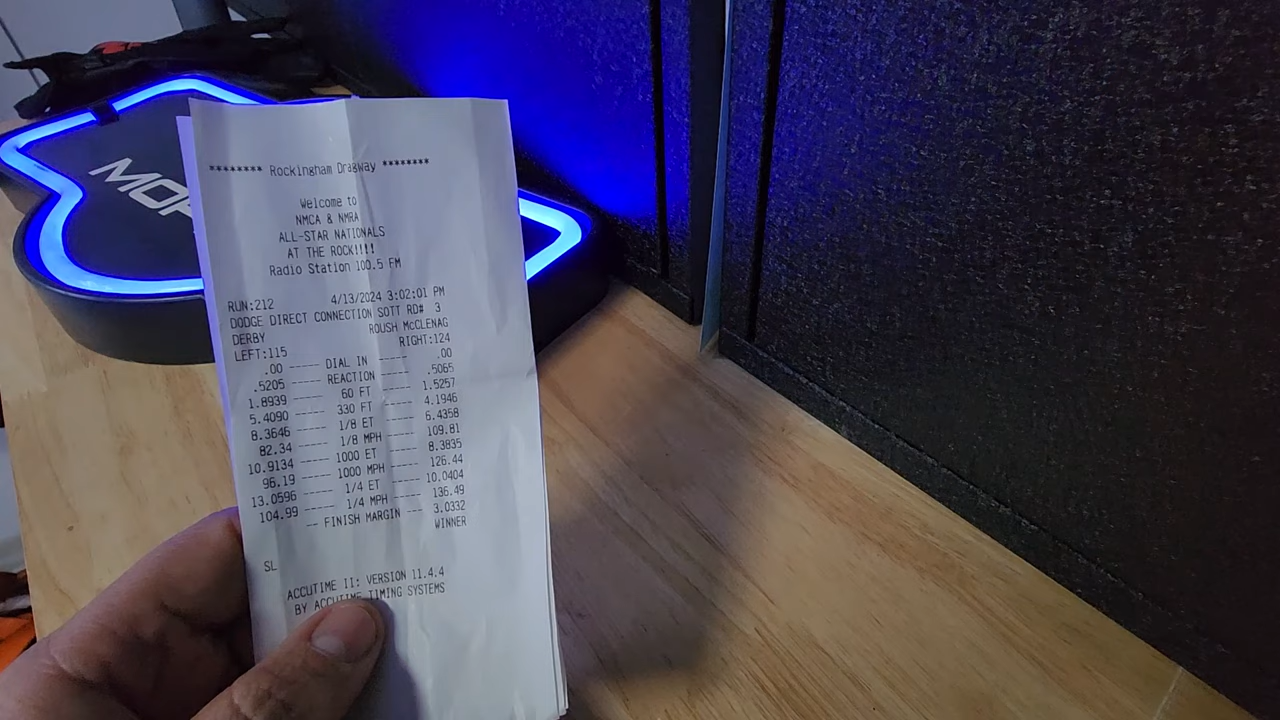 MOP
******** Rockingham Dragway ********
Welcome to
NMCA & NMRA
ALL-STAR NATIONALS
AT THE ROCK!!!!
Radio Station 100.5 FM
RUN:212 4/13/2024 3:02:01 PM
DODGE DIRECT CONNECTION SOTT RD# 3
DERBY ROUSH McCLENAG
LEFT:115 RIGHT:124
.00 ----- DIAL IN ----- .00
.5205 ----- REACTION ----- .5065
1.8939 ----- 60 FT ----- 1.5257
5.4090 ----- 330 FT ----- 4.1946
8.3646 ----- 1/8 ET ----- 6.4358
82.34 ----- 1/8 MPH ----- 109.81
10.9134 ----- 1000 ET ----- 8.3835
96.19 ----- 1000 MPH ----- 126.44
13.0596 ----- 1/4 ET ----- 10.0404
104.99 ----- 1/4 MPH ----- 136.49
-- FINISH MARGIN -- 3.0332
WINNER
SL
ACCUTIME II: VERSION 11.4.4
BY ACCUTIME TIMING SYSTEMS